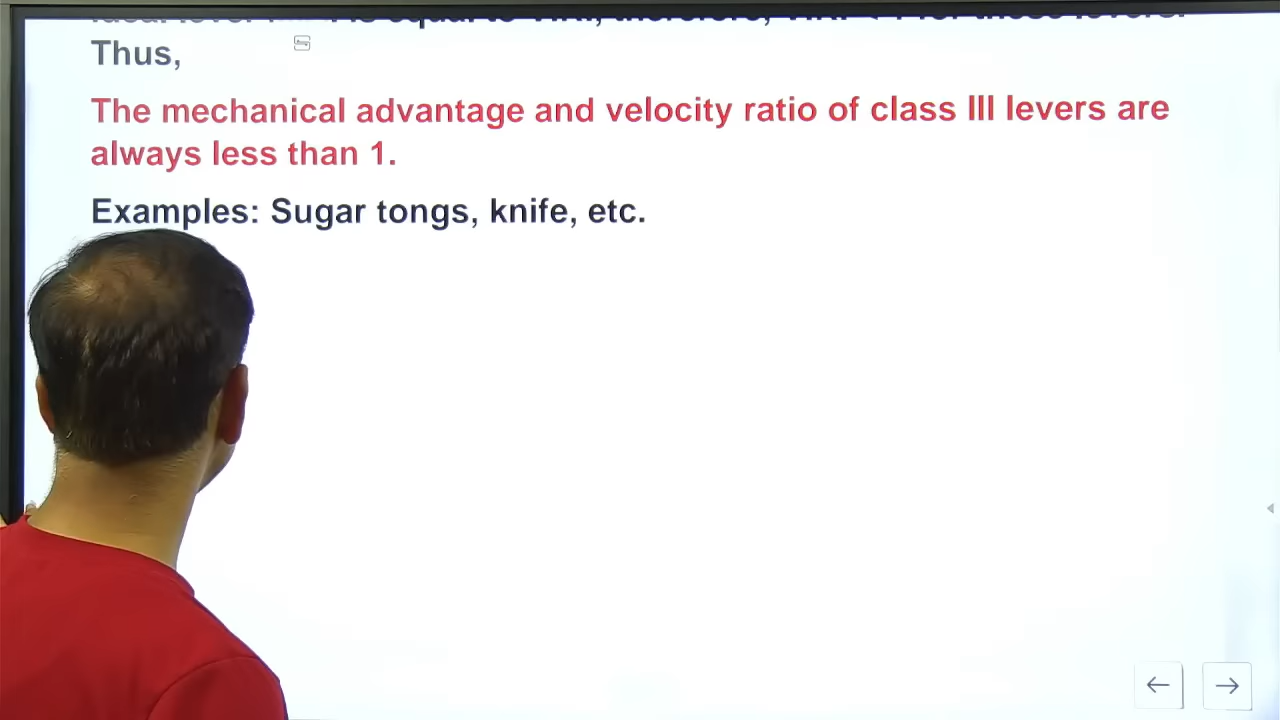 Thus,
The mechanical advantage and velocity ratio of class III levers are
always less than 1.
Examples: Sugar tongs, knife, etc.